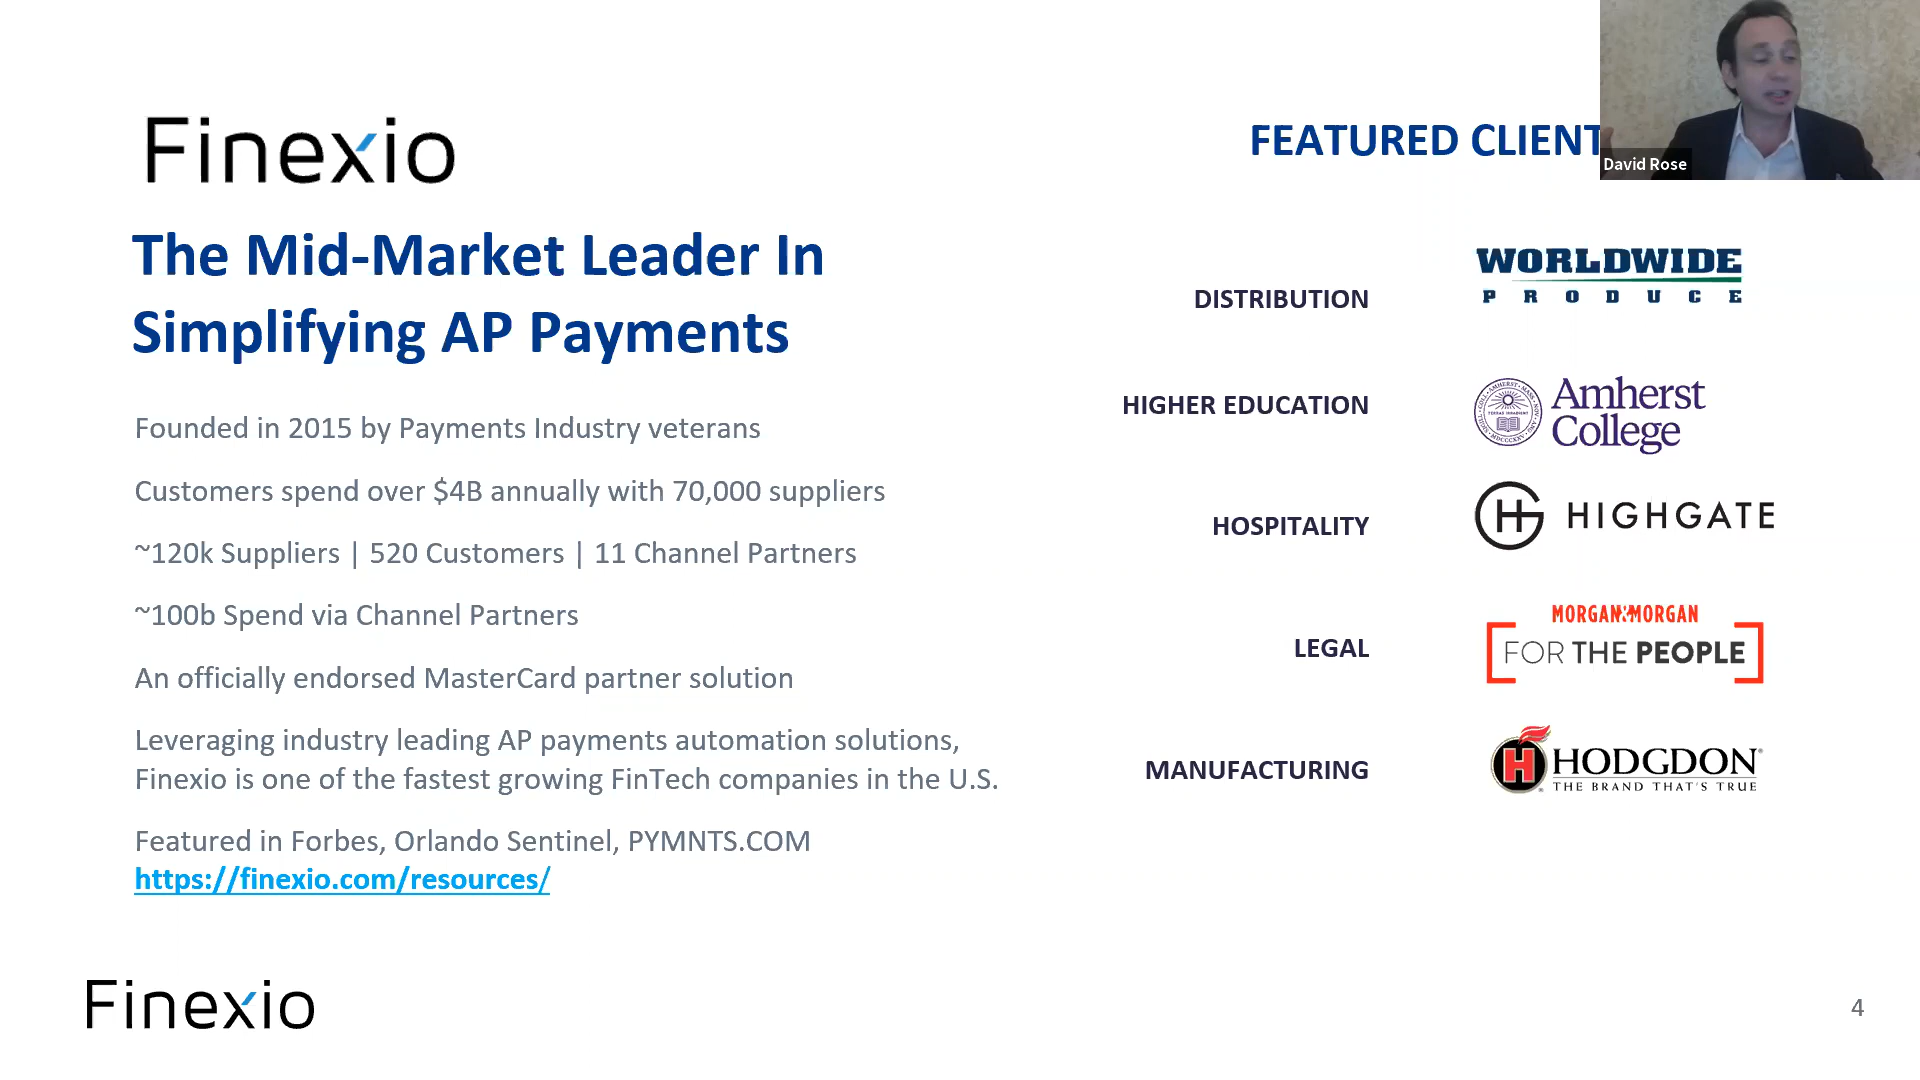 Finexio
The Mid-Market Leader In
Simplifying AP Payments
Founded in 2015 by Payments Industry veterans
Customers spend over $4B annually with 70,000 suppliers
~120k Suppliers | 520 Customers | 11 Channel Partners
~100b Spend via Channel Partners
An officially endorsed MasterCard partner solution
Leveraging industry leading AP payments automation solutions,
Finexio is one of the fastest growing FinTech companies in the U.S.
Featured in Forbes, Orlando Sentinel, PYMNTS.COM
https://finexio.com/resources/
FEATURED CLIENT
David Rose
DISTRIBUTION
WORLDWIDE
PRODUCE
HIGHER EDUCATION
Amherst
College
HOSPITALITY
HIGHGATE
LEGAL
MORGAN & MORGAN
FOR THE PEOPLE
MANUFACTURING
H HODGDON®
THE BRAND THAT'S TRUE
Finexio
4